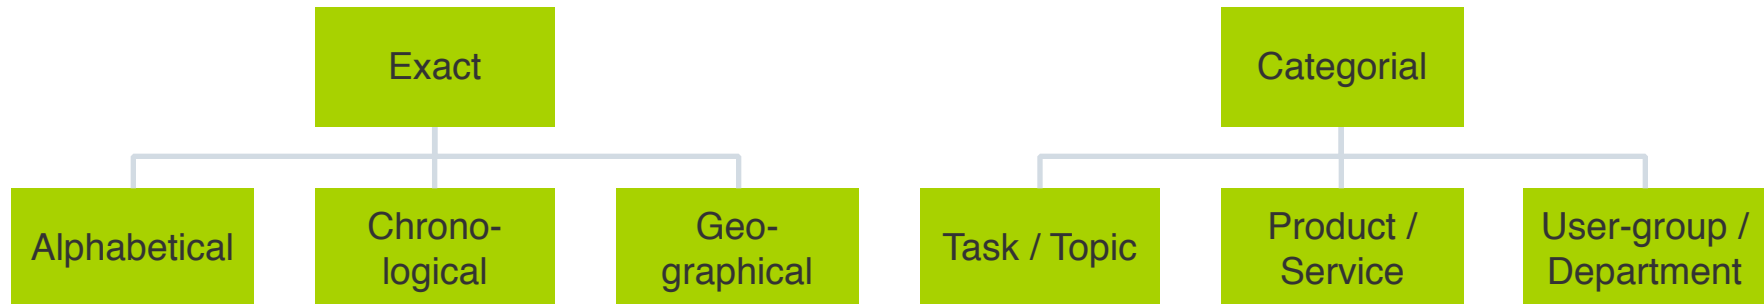 Exact
Categorial
Alphabetical
Chrono-
logical
Geo-
graphical
Task / Topic
Product /
Service
User-group /
Department